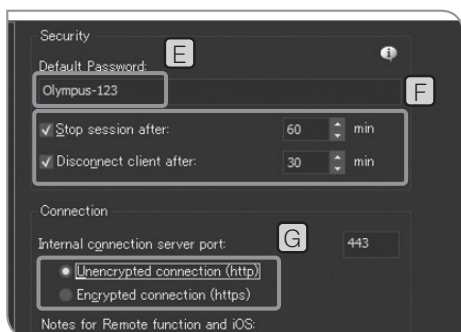 Security
E
Default Password:
Olympus-123
F
Stop session after: 60 min
Disconnect client after: 30 min
Connection
G
Internal connection server port: 443
Unencrypted connection (http)
Encrypted connection (https)
Notes for Remote function and iOS: